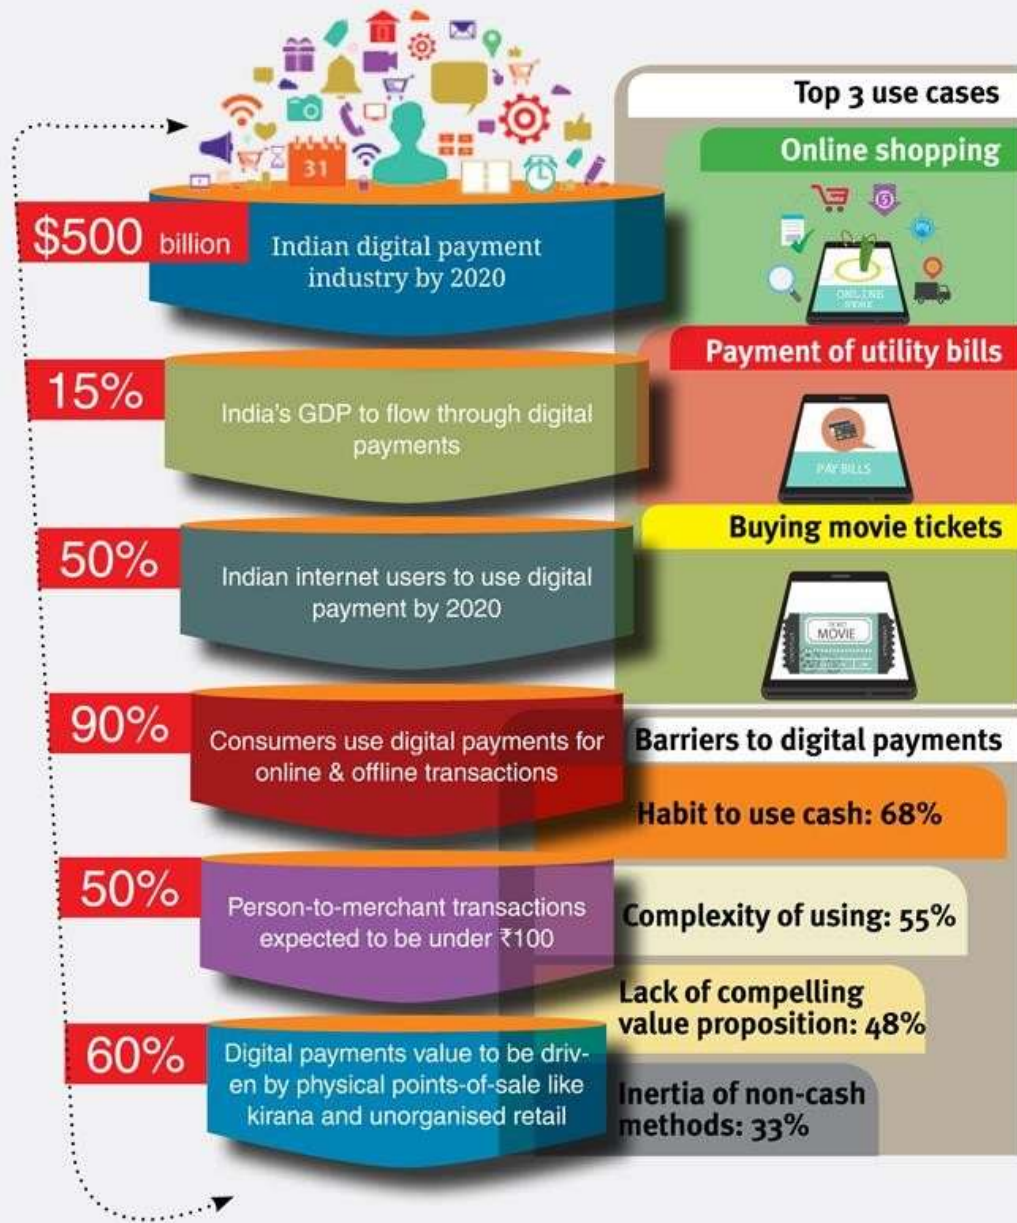 31
$500 billion
Indian digital payment
industry by 2020
15%
India's GDP to flow through digital
payments
50%
Indian internet users to use digital
payment by 2020
90%
Consumers use digital payments for
online & offline transactions
50%
Person-to-merchant transactions
expected to be under ₹100
60%
Digital payments value to be driv-
en by physical points-of-sale like
kirana and unorganised retail
Top 3 use cases
Online shopping
ONLINE
Payment of utility bills
PAY BILLS
Buying movie tickets
MOVIE
Barriers to digital payments
Habit to use cash: 68%
Complexity of using: 55%
Lack of compelling
value proposition: 48%
Inertia of non-cash
methods: 33%